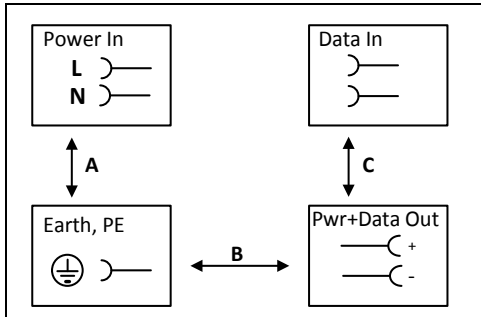 Power In
L
N
Data In
A
C
Earth, PE
B
Pwr+Data Out
+
-